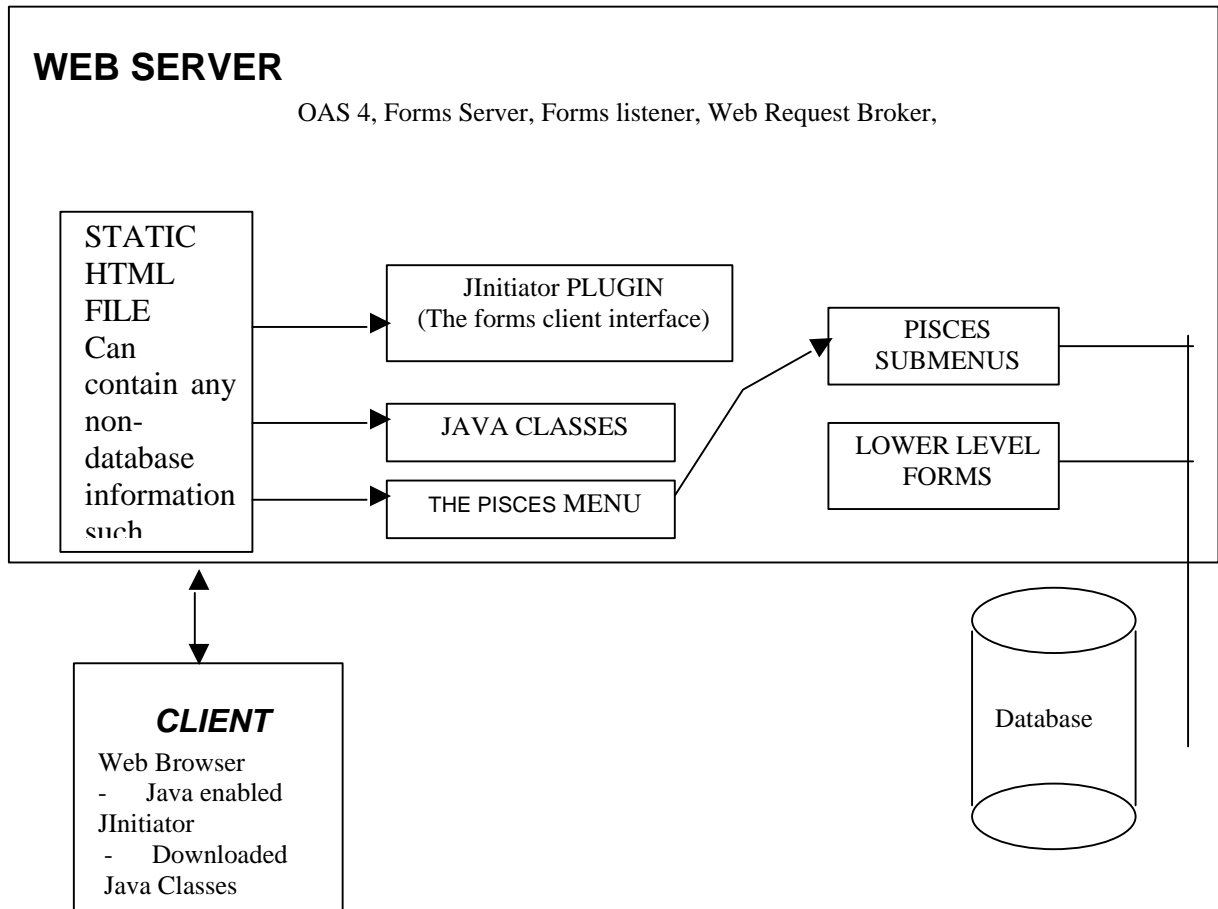 WEB SERVER
OAS 4, Forms Server, Forms listener, Web Request Broker,
STATIC
HTML
FILE
Can
contain any
non-
database
information
such
JInitiator PLUGIN
(The forms client interface)
JAVA CLASSES
THE PISCES MENU
PISCES
SUBMENUS
LOWER LEVEL
FORMS
CLIENT
Web Browser
- Java enabled
JInitiator
- Downloaded
Java Classes
Database